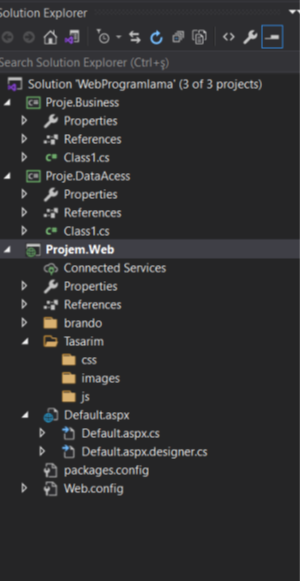 Solution Explorer
Search Solution Explorer (Ctrl+ş)
Solution 'WebProgramlama' (3 of 3 projects)
Proje.Business
Properties
References
Class1.cs
Proje.DataAcess
Properties
References
Class1.cs
Projem.Web
Connected Services
Properties
References
brando
Tasarim
css
images
js
Default.aspx
Default.aspx.cs
Default.aspx.designer.cs
packages.config
Web.config